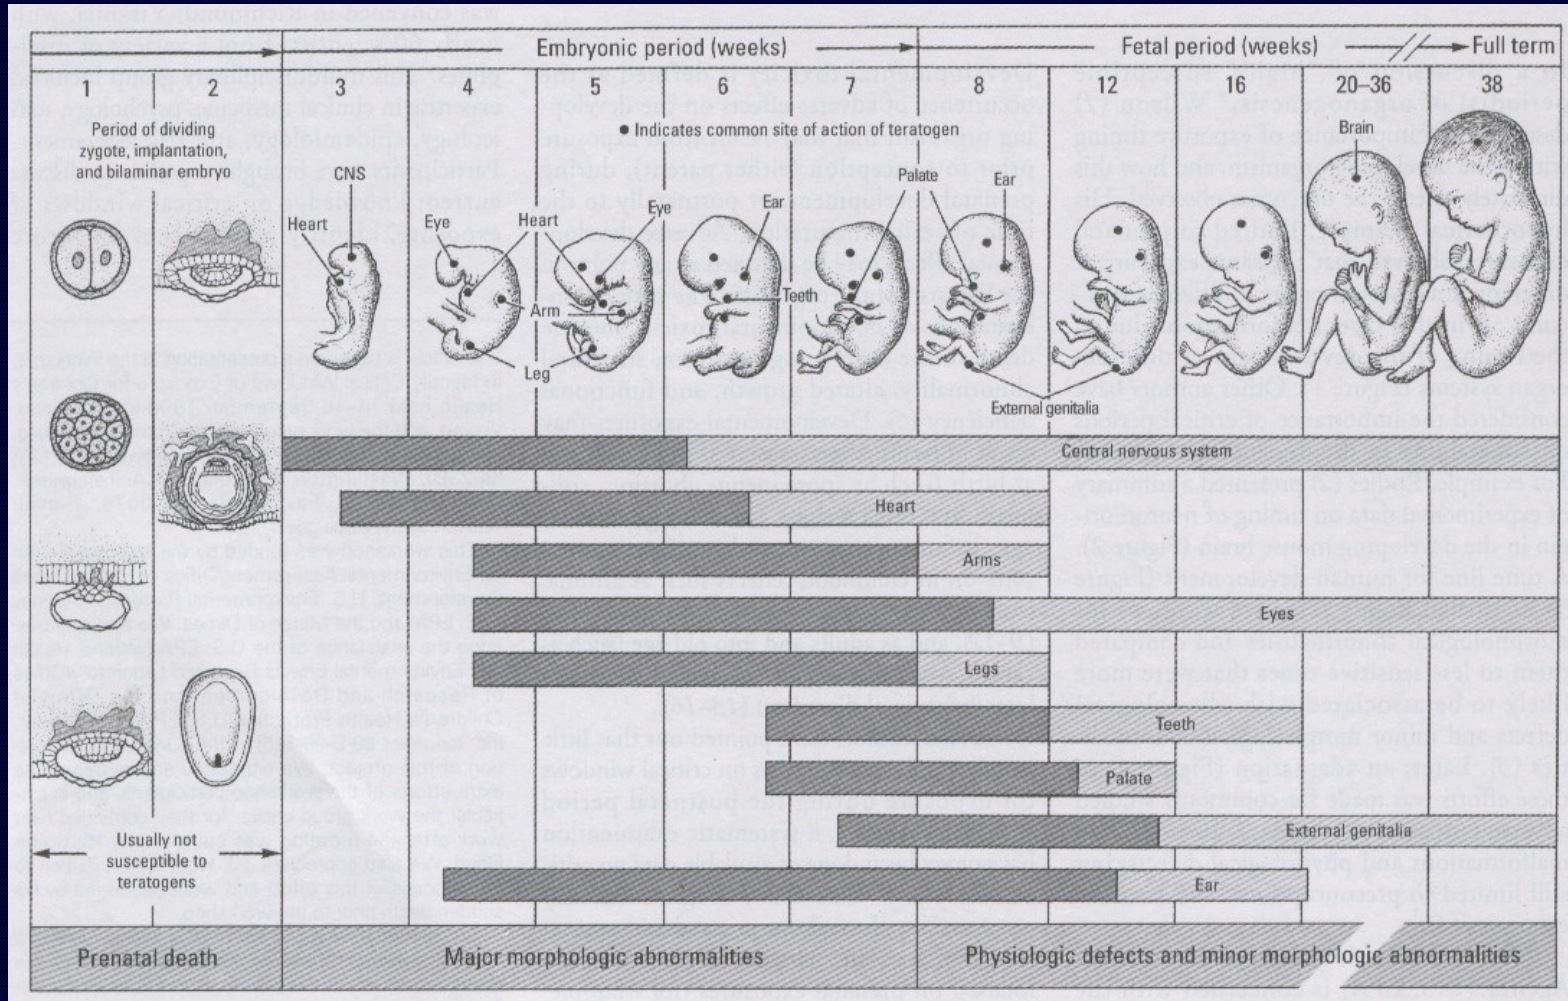 Embryonic period (weeks)
Fetal period (weeks)
Full term
1
2
3
4
5
6
7
8
12
16
20–36
38
Period of dividing
zygote, implantation,
and bilaminar embryo
● Indicates common site of action of teratogen
Brain
CNS
Heart
Eye
Heart
Eye
Ear
Palate
Ear
Arm
Leg
Teeth
External genitalia
Central nervous system
Heart
Arms
Eyes
Legs
Teeth
Palate
External genitalia
Ear
Usually not
susceptible to
teratogens
Prenatal death
Major morphologic abnormalities
Physiologic defects and minor morphologic abnormalities